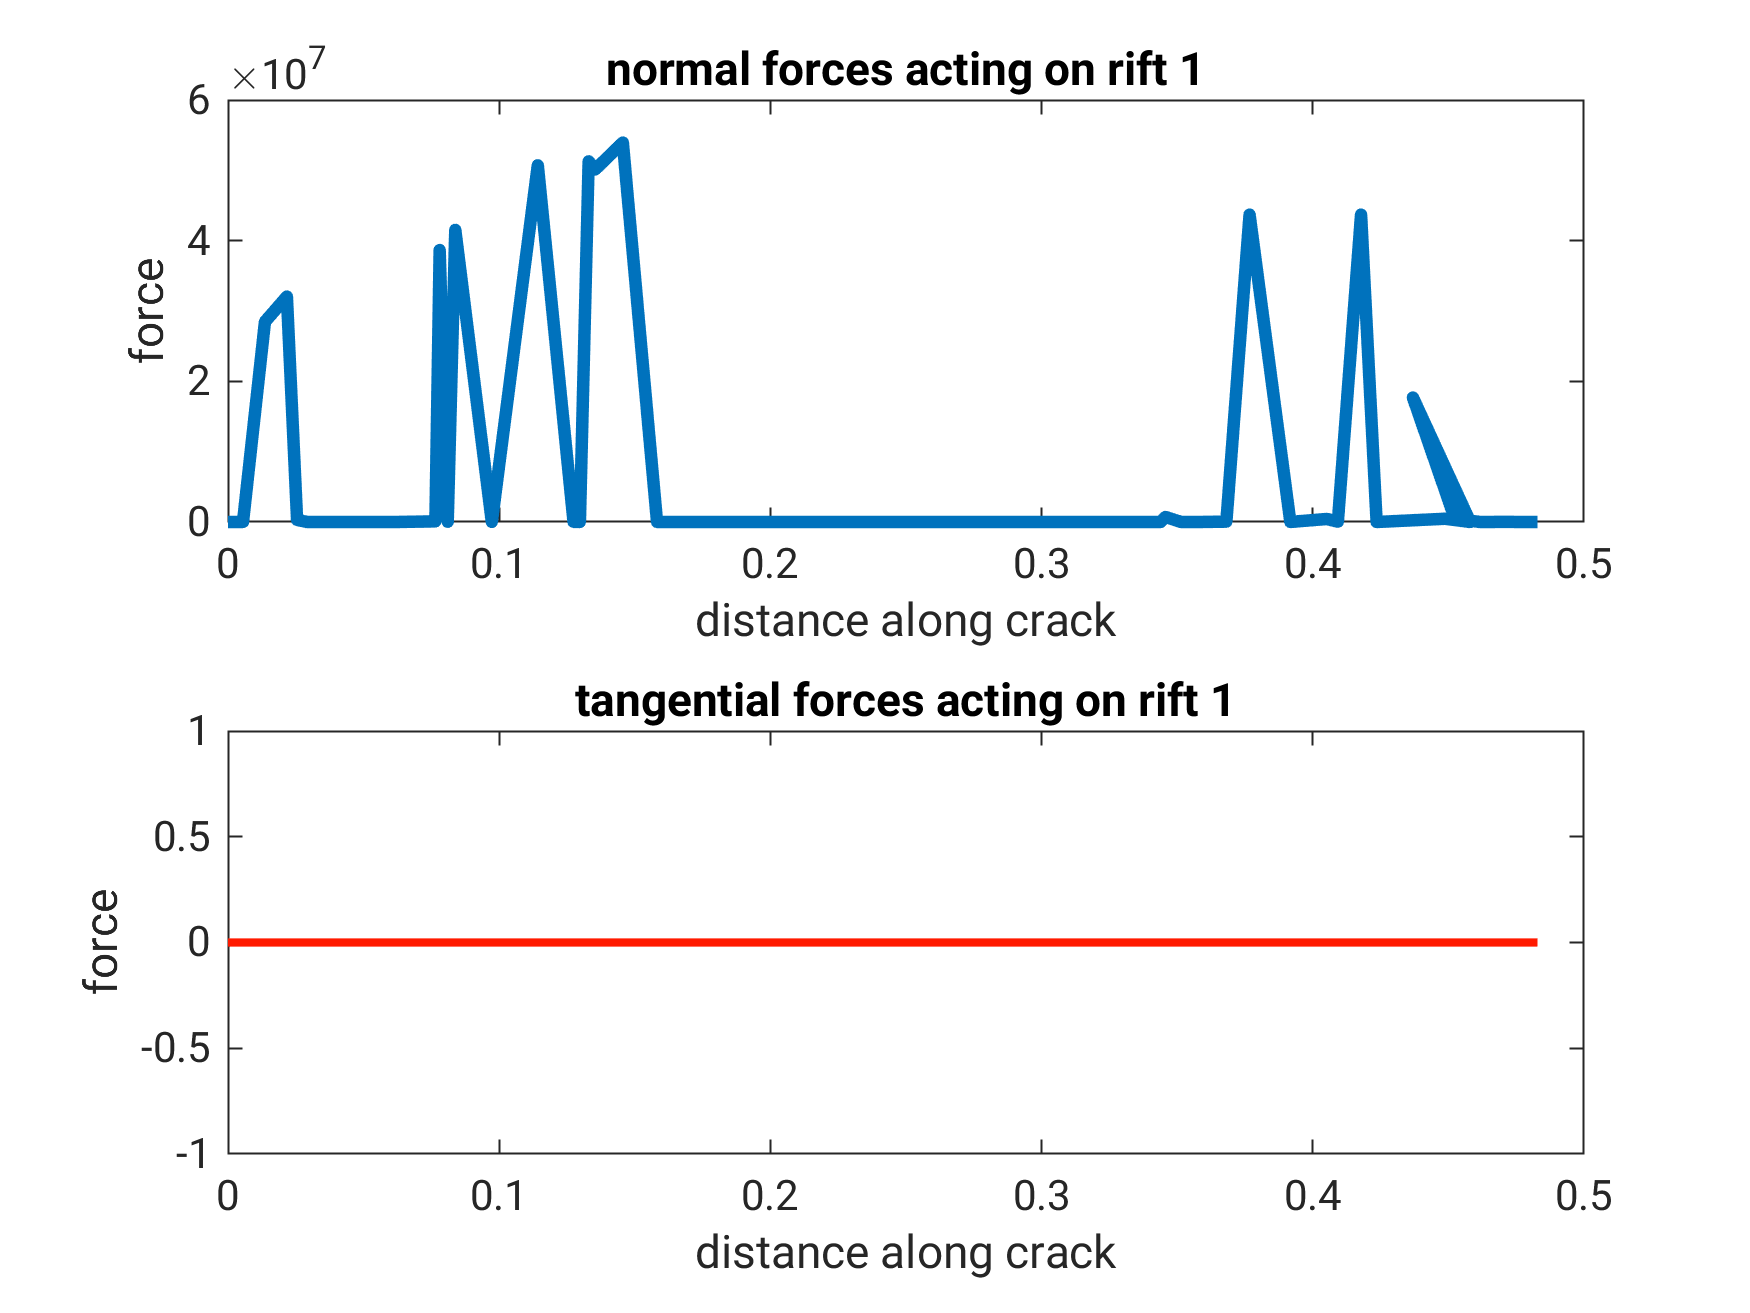 ×10⁷
normal forces acting on rift 1
6
4
2
0
force
0 0.1 0.2 0.3 0.4 0.5
distance along crack
tangential forces acting on rift 1
1
0.5
0
-0.5
-1
force
0 0.1 0.2 0.3 0.4 0.5
distance along crack